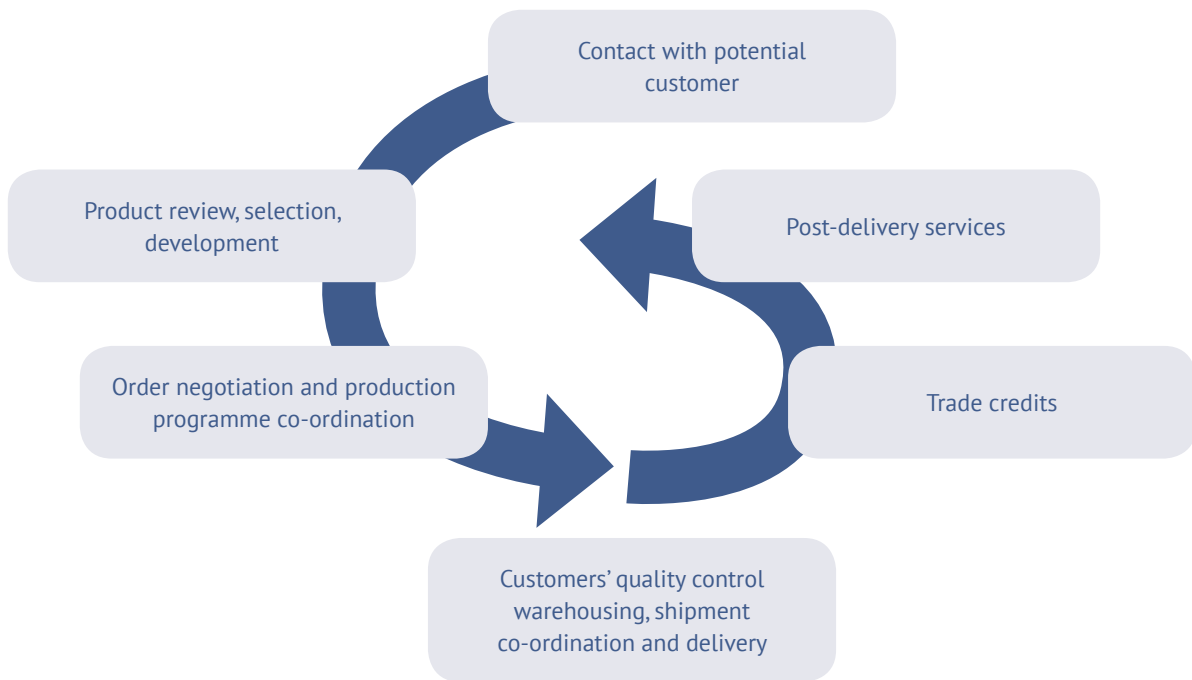 Contact with potential
customer
Product review, selection,
development
Order negotiation and production
programme co-ordination
Customers’ quality control
warehousing, shipment
co-ordination and delivery
Trade credits
Post-delivery services